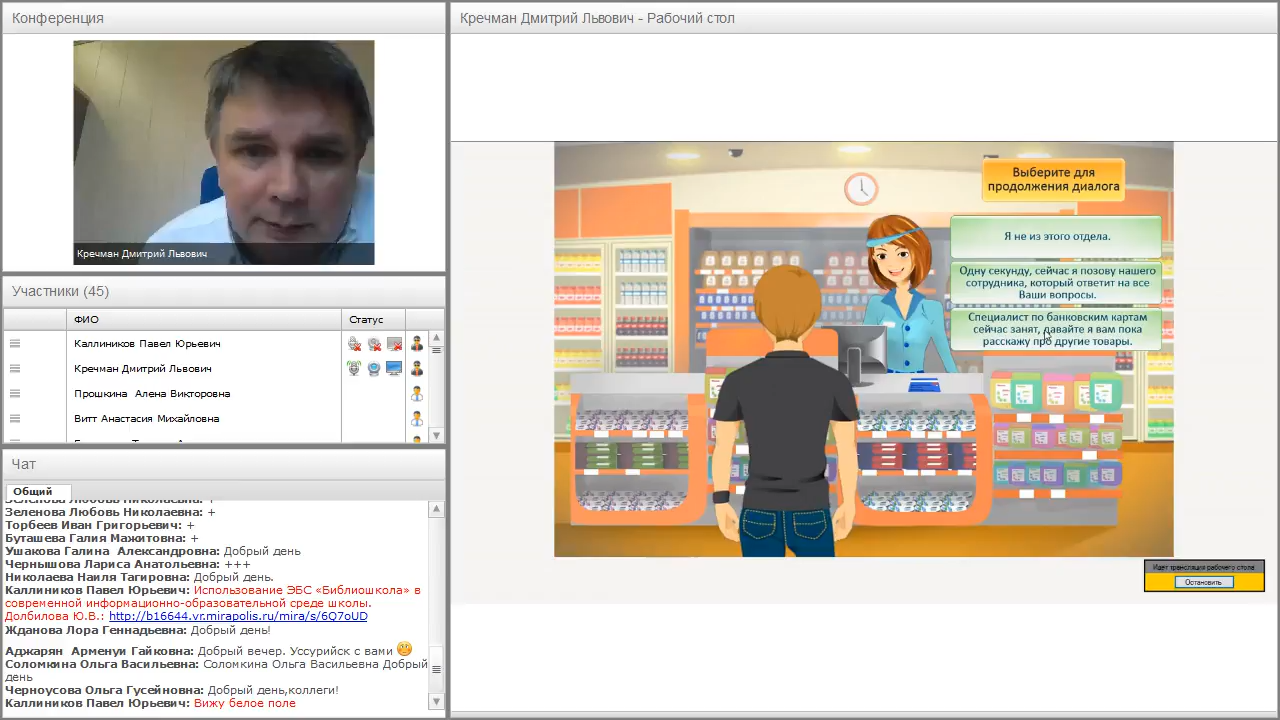 Конференция
Кречман Дмитрий Львович
Участники (45)
ФИО
Статус
Каллиников Павел Юрьевич
Кречман Дмитрий Львович
Прошкина Алена Викторовна
Витт Анастасия Михайловна
Чат
Общий
Зеленова Любовь Николаевна: +
Зеленова Любовь Николаевна: +
Торбеев Иван Григорьевич: +
Буташева Галия Мажитовна: +
Ушакова Галина Александровна: Добрый день
Чернышова Лариса Анатольевна: +++
Николаева Наиля Тагировна: Добрый день.
Каллиников Павел Юрьевич: Использование ЭБС «Библиошкола» в
современной информационно-образовательной среде школы.
Долбилова Ю.В.: http://b16644.vr.mirapolis.ru/mira/s/6Q7oUD
Жданова Лора Геннадьевна: Добрый день!
Аджарян Арменуи Гайковна: Добрый вечер. Уссурийск с вами
Соломкина Ольга Васильевна: Соломкина Ольга Васильевна Добрый
день
Черноусова Ольга Гусейновна: Добрый день,коллеги!
Каллиников Павел Юрьевич: Вижу белое поле
Кречман Дмитрий Львович - Рабочий стол
Выберите для
продолжения диалога
Я не из этого отдела.
Одну секунду, сейчас я позову нашего
сотрудника, который ответит на все
Ваши вопросы.
Специалист по банковским картам
сейчас занят, давайте я вам пока
расскажу про другие товары.
Идет трансляция рабочего стола
Остановить